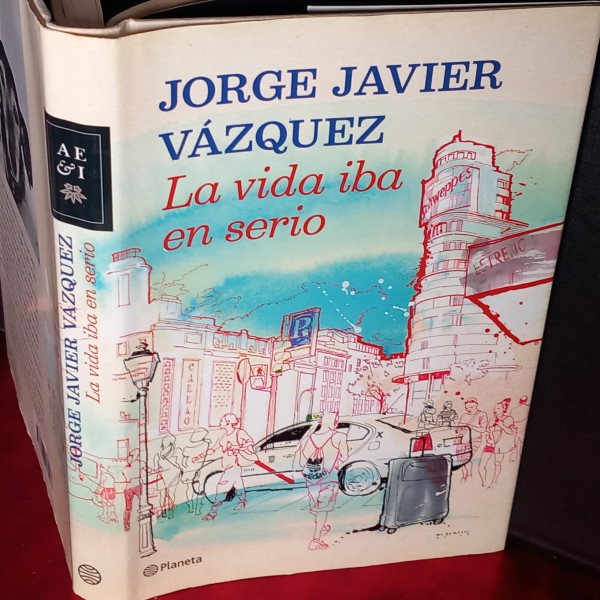 JORGE JAVIER
VÁZQUEZ
La vida iba
en serio
Schweppes
ESTRENO
P
CALLAO
Planeta
AE
&I
JORGE JAVIER VÁZQUEZ
La vida iba en serio